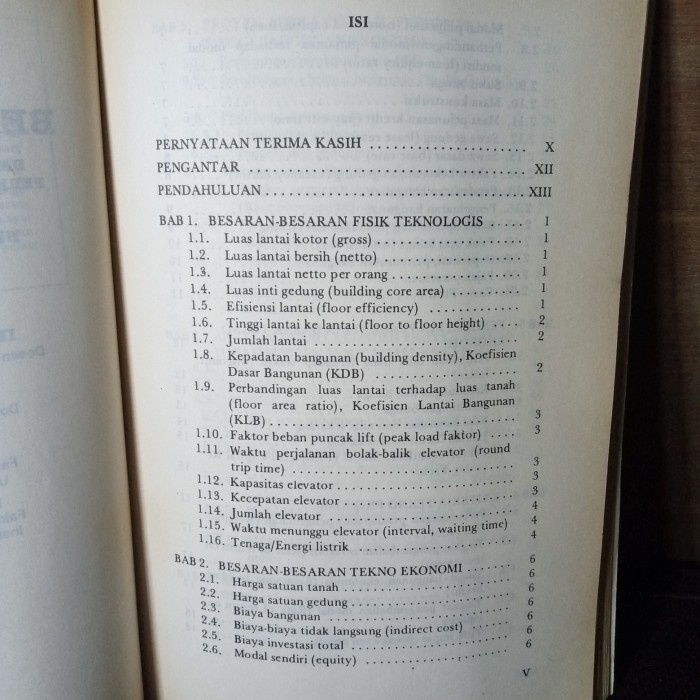 ISI
PERNYATAAN TERIMA KASIH .................... X
PENGANTAR .................... XII
PENDAHULUAN .................... XIII
BAB 1. BESARAN-BESARAN FISIK TEKNOLOGIS ..... 1
1.1. Luas lantai kotor (gross) .................... 1
1.2. Luas lantai bersih (netto) .................... 1
1.3. Luas lantai netto per orang .................... 1
1.4. Luas inti gedung (building core area) .......... 1
1.5. Efisiensi lantai (floor efficiency) .............. 1
1.6. Tinggi lantai ke lantai (floor to floor height) .... 2
1.7. Jumlah lantai .................... 2
1.8. Kepadatan bangunan (building density), Koefisien
Dasar Bangunan (KDB) .................... 2
1.9. Perbandingan luas lantai terhadap luas tanah
(floor area ratio), Koefisien Lantai Bangunan
(KLB) .................... 3
1.10. Faktor beban puncak lift (peak load faktor) .... 3
1.11. Waktu perjalanan bolak-balik elevator (round
trip time) .................... 3
1.12. Kapasitas elevator .................... 3
1.13. Kecepatan elevator .................... 3
1.14. Jumlah elevator .................... 4
1.15. Waktu menunggu elevator (interval, waiting time) 4
1.16. Tenaga/Energi listrik .................... 4
BAB 2. BESARAN-BESARAN TEKNO EKONOMI ....... 6
2.1. Harga satuan tanah .................... 6
2.2. Harga satuan gedung .................... 6
2.3. Biaya bangunan .................... 6
2.4. Biaya-biaya tidak langsung (indirect cost) ....... 6
2.5. Biaya investasi total .................... 6
2.6. Modal sendiri (equity) .................... 6
V